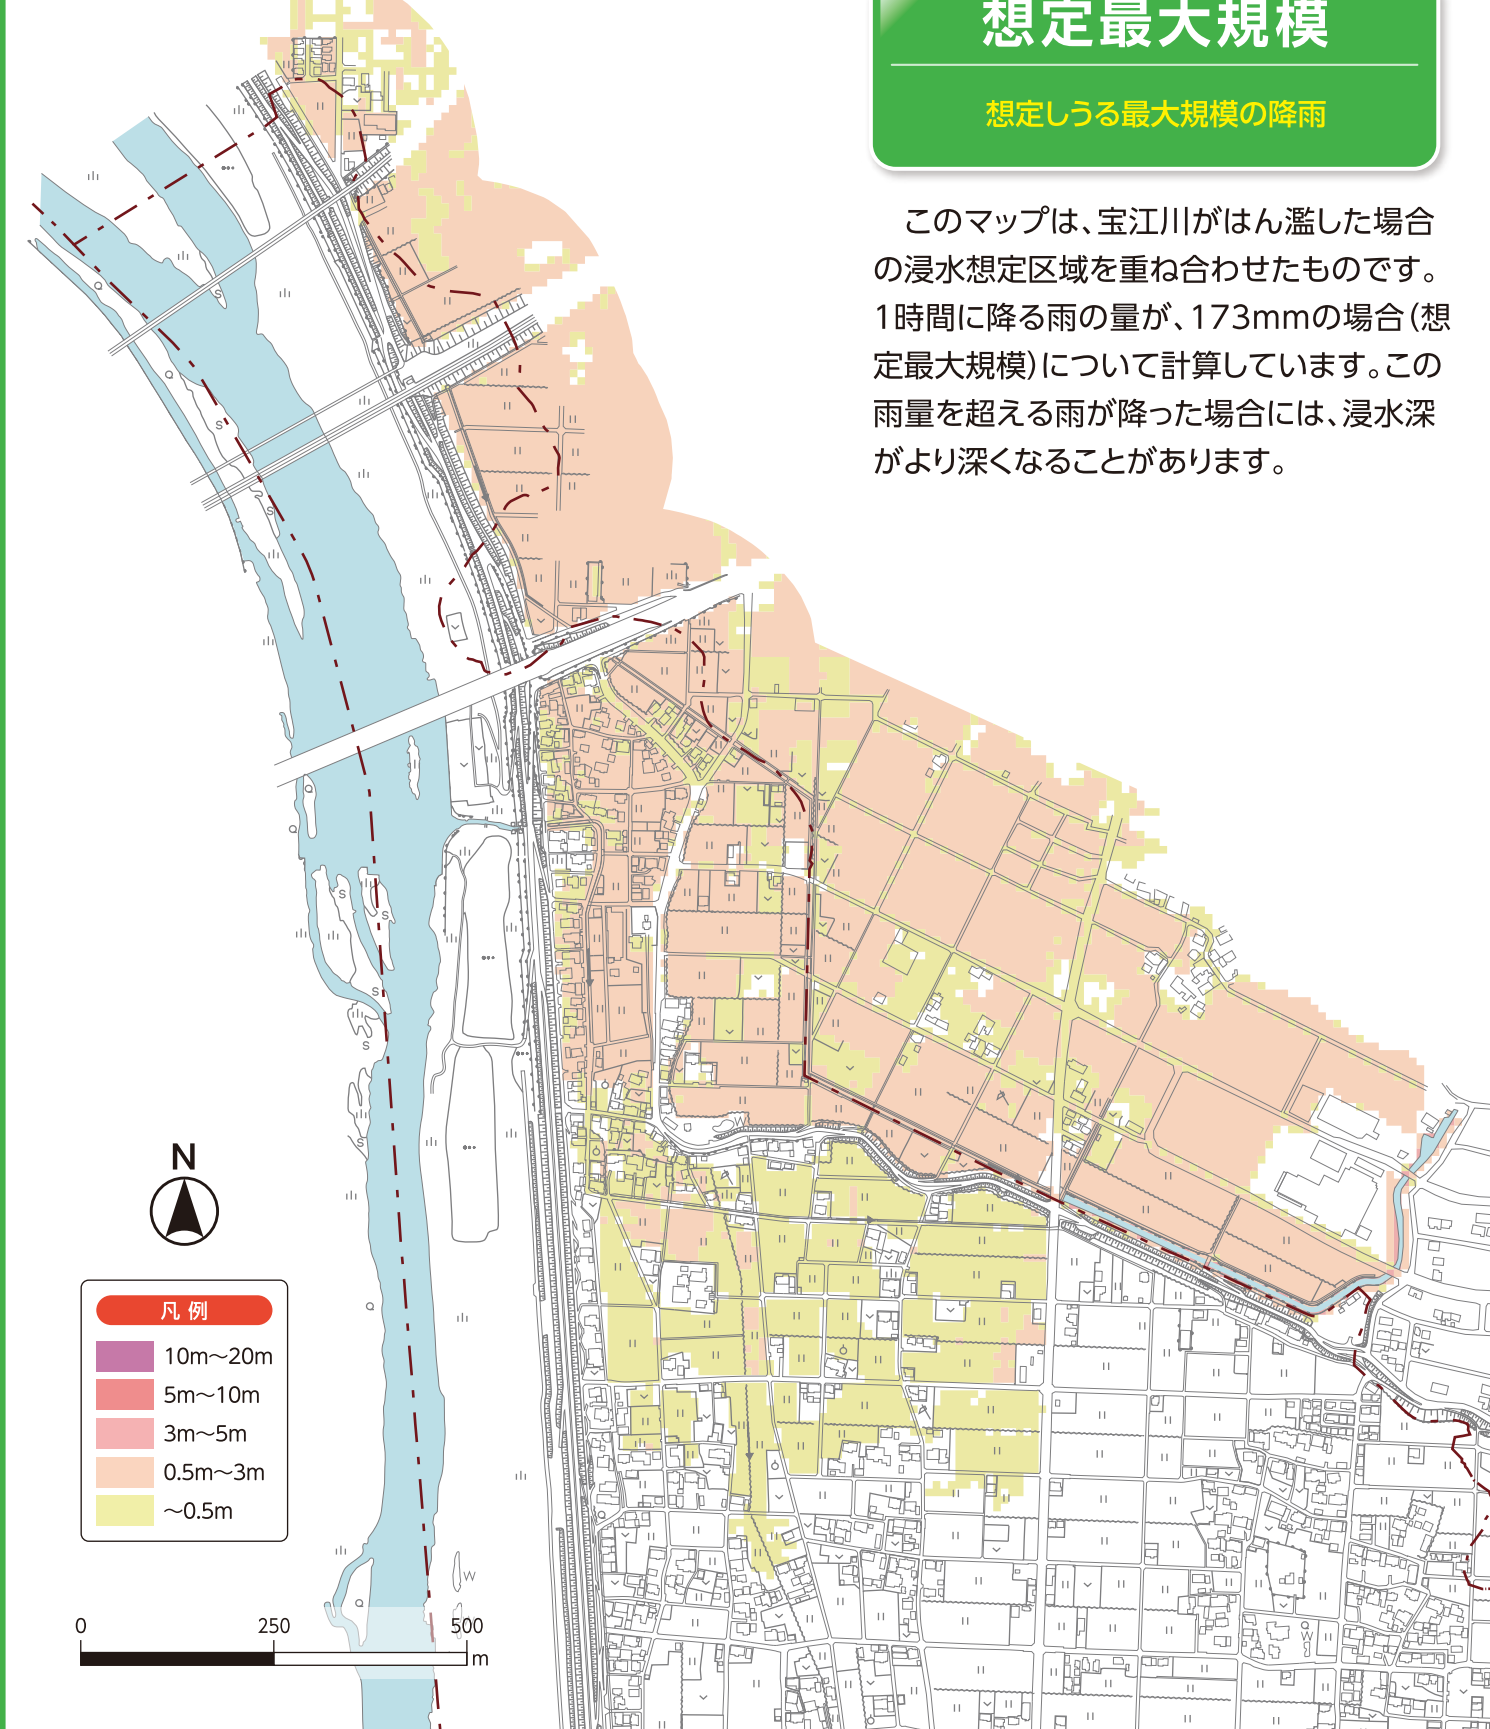 想定最大規模
想定しうる最大規模の降雨
このマップは、宝江川がはん濫した場合
の浸水想定区域を重ね合わせたものです。
1時間に降る雨の量が、173mmの場合(想
定最大規模)について計算しています。この
雨量を超える雨が降った場合には、浸水深
がより深くなることがあります。
N
凡例
10m〜20m
5m〜10m
3m〜5m
0.5m〜3m
〜0.5m
0 250 500
m